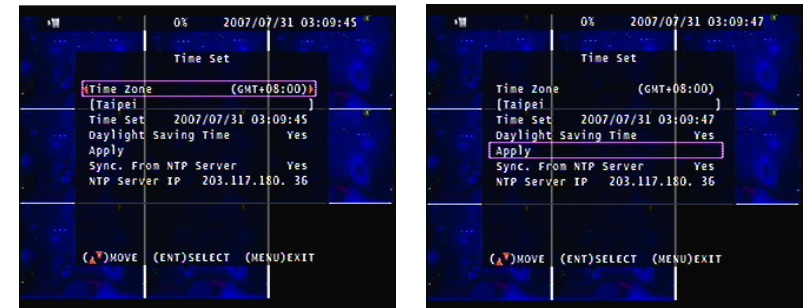 0% 2007/07/31 03:09:45
Time Set
Time Zone (GMT+08:00)
[Taipei ]
Time Set 2007/07/31 03:09:45
Daylight Saving Time Yes
Apply
Sync. From NTP Server Yes
NTP Server IP 203.117.180. 36
( )MOVE (ENT)SELECT (MENU)EXIT
0% 2007/07/31 03:09:47
Time Set
Time Zone (GMT+08:00)
[Taipei ]
Time Set 2007/07/31 03:09:47
Daylight Saving Time Yes
Apply
Sync. From NTP Server Yes
NTP Server IP 203.117.180. 36
( )MOVE (ENT)SELECT (MENU)EXIT